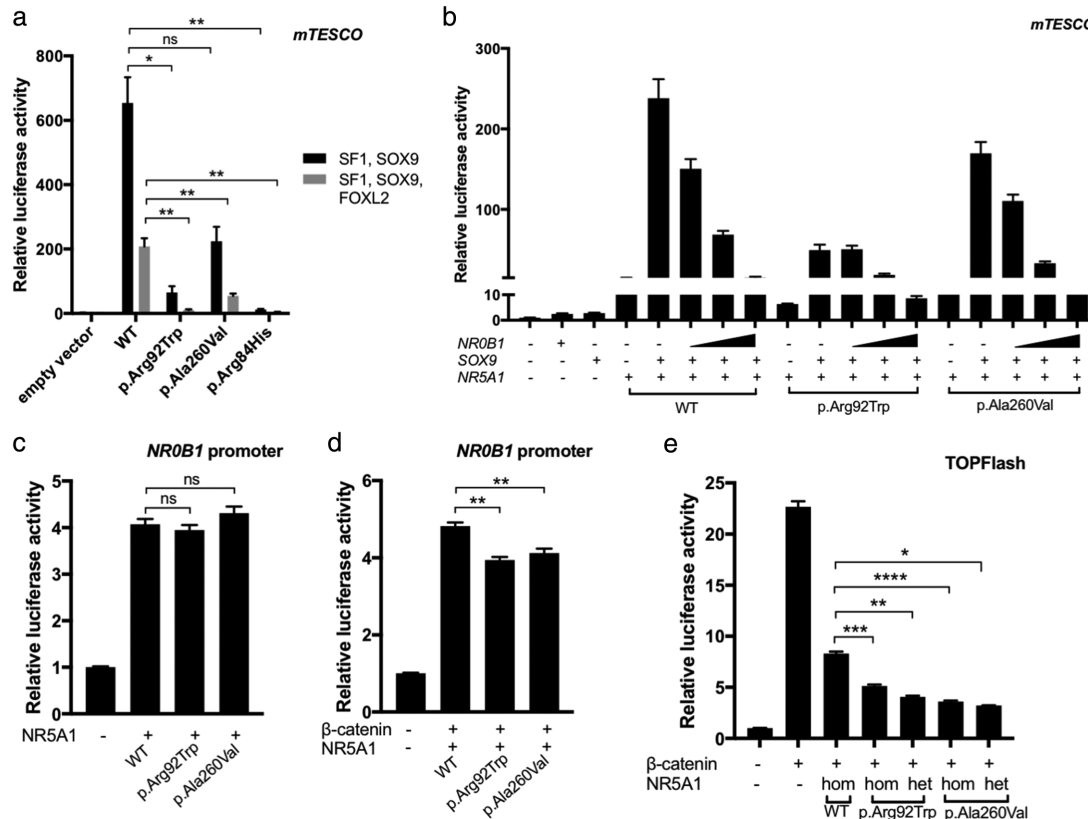 a
mTESCO
**
ns
*
**
**
**
Relative luciferase activity
800
600
400
200
0
SF1, SOX9
SF1, SOX9,
FOXL2
empty vector
WT
p.Arg92Trp
p.Ala260Val
p.Arg84His
b
mTESCO
Relative luciferase activity
300
200
100
10
0
NR0B1 - + -
SOX9 - - + - + + + + - + + + + - + + + +
NR5A1 - - - + + + + + + + + + + + + + + +
WT p.Arg92Trp p.Ala260Val
c
NR0B1 promoter
ns
ns
Relative luciferase activity
5
4
3
2
1
0
NR5A1 - + + +
WT
p.Arg92Trp
p.Ala260Val
d
NR0B1 promoter
**
**
Relative luciferase activity
6
4
2
0
β-catenin - + + +
NR5A1 - + + +
WT
p.Arg92Trp
p.Ala260Val
e
TOPFlash
*
****
**
***
Relative luciferase activity
25
20
15
10
5
0
β-catenin - + + + + + +
NR5A1 - - hom hom het hom het
WT p.Arg92Trp p.Ala260Val